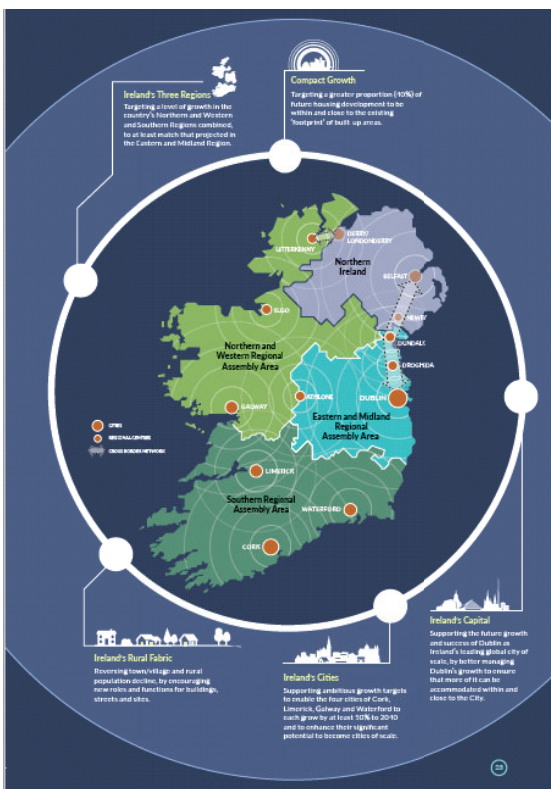 Ireland's Three Regions
Targeting a level of growth in the
country's Northern and Western
and Southern Regions combined,
to at least match that projected in
the Eastern and Midland Region.
Compact Growth
Targeting a greater proportion (40%) of
future housing development to be
within and close to the existing
'footprint' of built up areas.
LETTERKENNY
DERRY/
LONDONDERRY
Northern
Ireland
BELFAST
SLIGO
NEWRY
DUNDALK
Northern and
Western Regional
Assembly Area
DROGHEDA
ATHLONE
DUBLIN
GALWAY
Eastern and Midland
Regional
Assembly Area
CITIES
REGIONAL CENTRES
CROSS BORDER NETWORK
LIMERICK
Southern Regional
Assembly Area
WATERFORD
CORK
Ireland's Rural Fabric
Reversing town/village and rural
population decline, by encouraging
new roles and functions for buildings,
streets and sites.
Ireland's Cities
Supporting ambitious growth targets
to enable the four cities of Cork,
Limerick, Galway and Waterford to
each grow by at least 50% to 2040
and to enhance their significant
potential to become cities of scale.
Ireland's Capital
Supporting the future growth
and success of Dublin as
Ireland's leading global city of
scale, by better managing
Dublin's growth to ensure
that more of it can be
accommodated within and
close to the City.
23